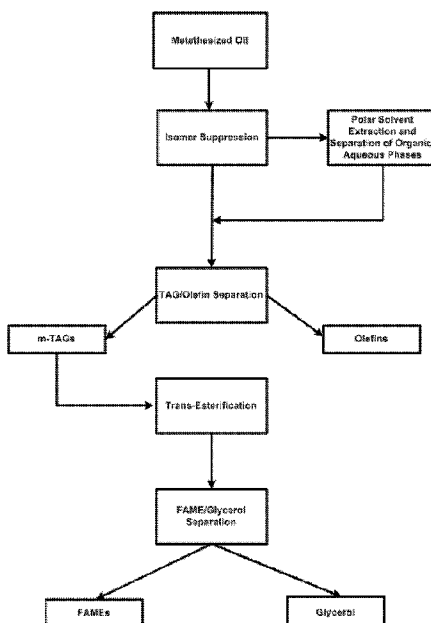 Metathesized Oil
Isomer Suppression
Polar Solvent
Extraction and
Separation of Organic
Aqueous Phases
TAG/Olefin Separation
m-TAGs
Olefins
Trans-Esterification
FAME/Glycerol
Separation
FAMEs
Glycerol